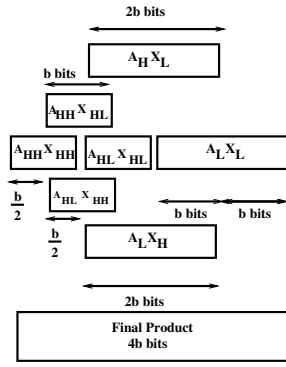 2b bits
A_H X_L
b bits
A_HH X_HL
A_HH X_HH A_HL X_HL A_L X_L
A_HL X_HH
b/2 b bits b bits
b/2
A_L X_H
2b bits
Final Product
4b bits